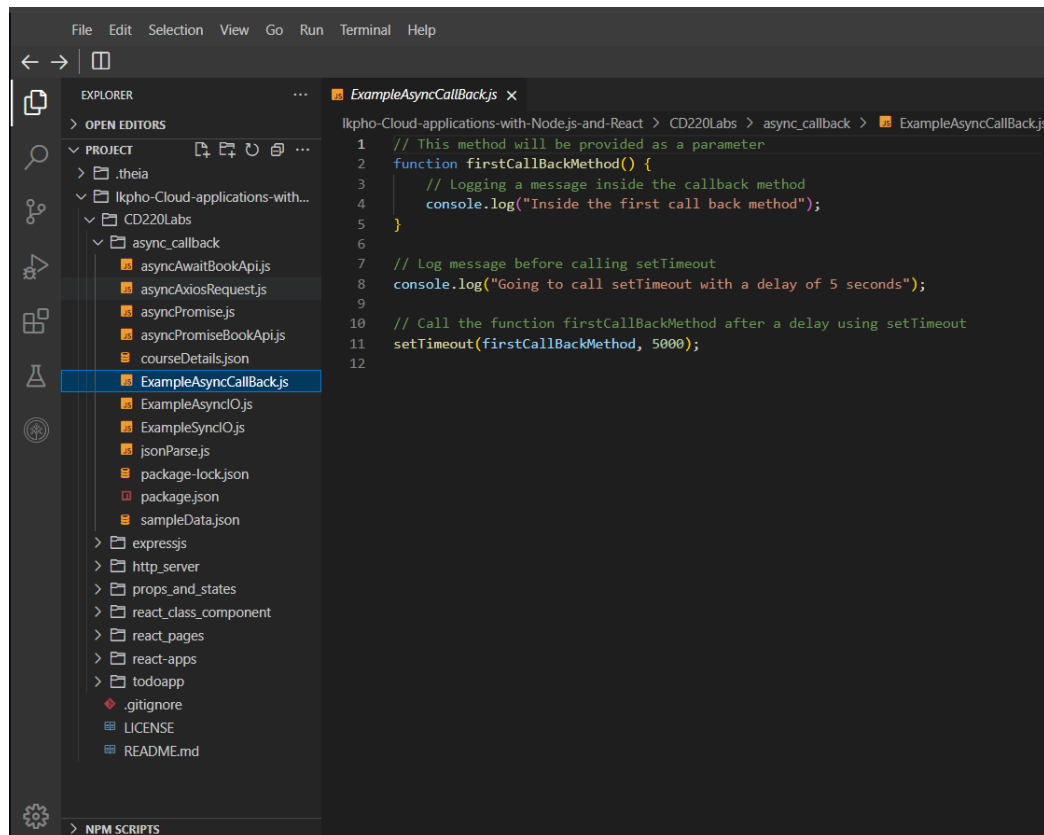 File Edit Selection View Go Run Terminal Help
EXPLORER
OPEN EDITORS
PROJECT
.theia
lkpho-Cloud-applications-with...
CD220Labs
async_callback
asyncAwaitBookApi.js
asyncAxiosRequest.js
asyncPromise.js
asyncPromiseBookApi.js
courseDetails.json
ExampleAsyncCallBack.js
ExampleAsyncIO.js
ExampleSyncIO.js
jsonParse.js
package-lock.json
package.json
sampleData.json
expressjs
http_server
props_and_states
react_class_component
react_pages
react-apps
todoapp
.gitignore
LICENSE
README.md
NPM SCRIPTS
ExampleAsyncCallBack.js
lkpho-Cloud-applications-with-Node.js-and-React > CD220Labs > async_callback > JS ExampleAsyncCallBack.js
1 // This method will be provided as a parameter
2 function firstCallBackMethod() {
3 // Logging a message inside the callback method
4 console.log("Inside the first call back method");
5 }
6
7 // Log message before calling setTimeout
8 console.log("Going to call setTimeout with a delay of 5 seconds");
9
10 // Call the function firstCallBackMethod after a delay using setTimeout
11 setTimeout(firstCallBackMethod, 5000);
12